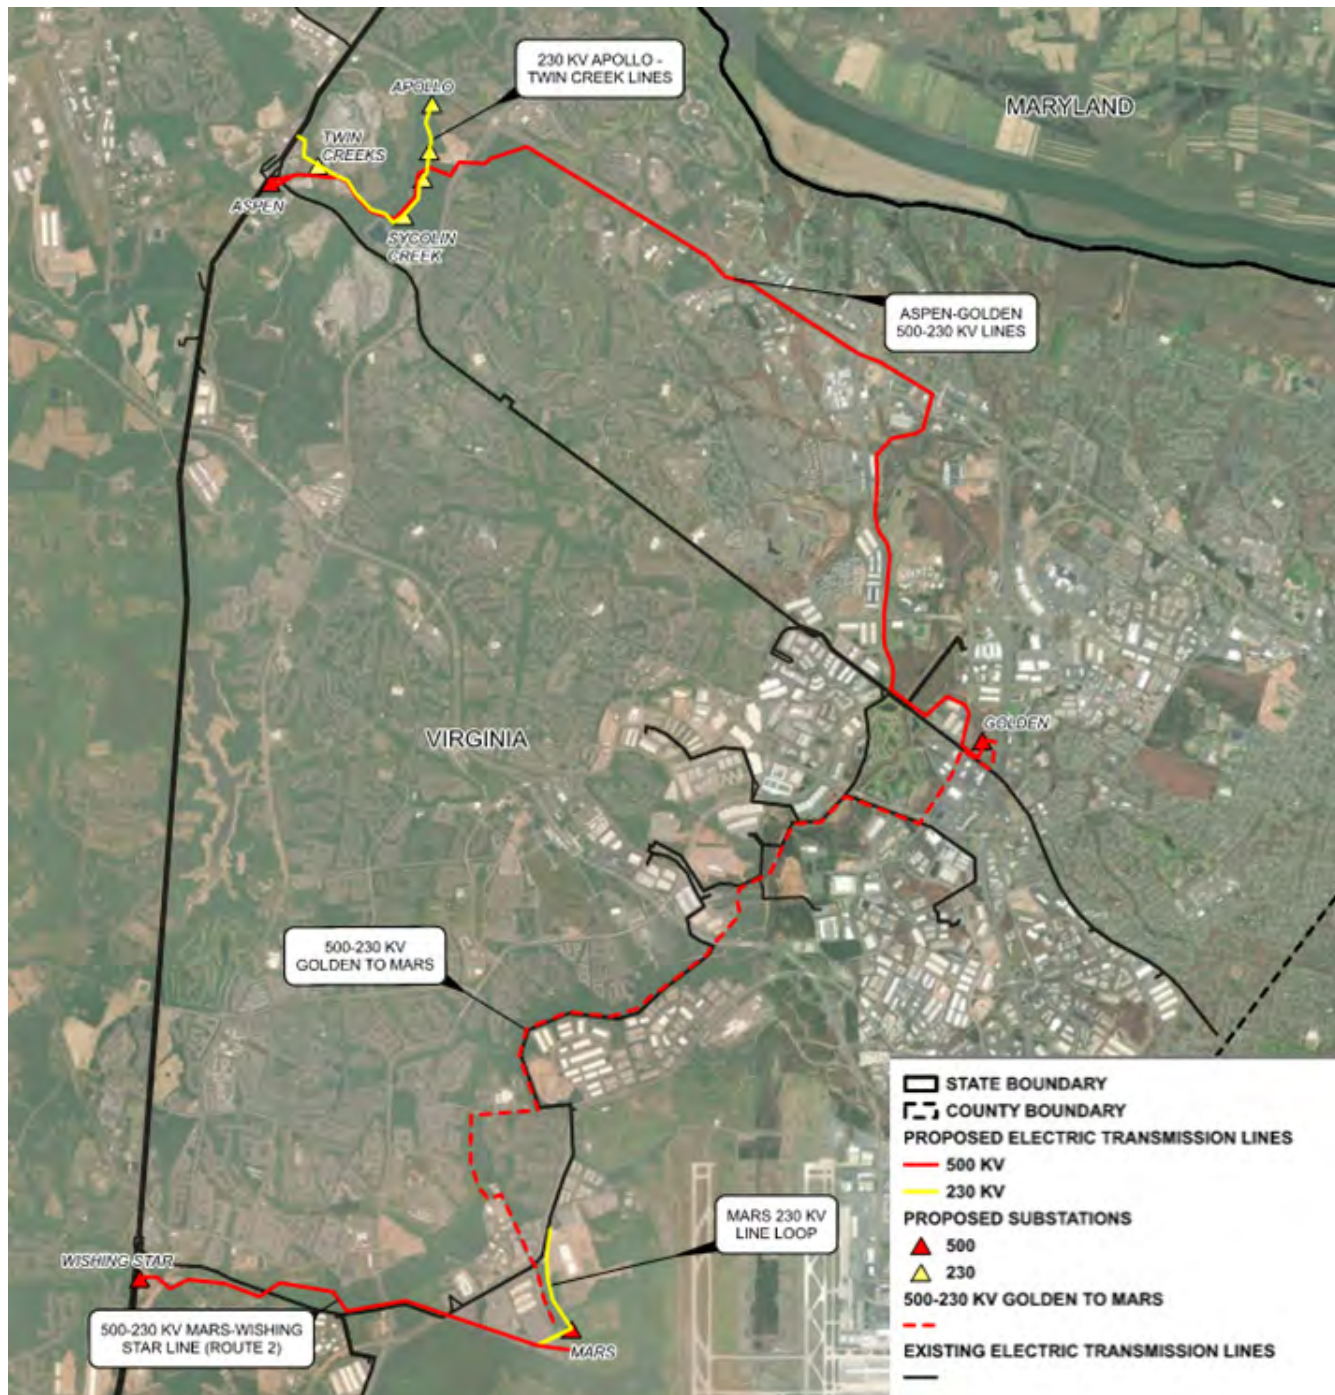 230 KV APOLLO -
TWIN CREEK LINES
APOLLO
MARYLAND
TWIN
CREEKS
ASPEN
SYCOLIN
CREEK
ASPEN-GOLDEN
500-230 KV LINES
GOLDEN
VIRGINIA
500-230 KV
GOLDEN TO MARS
MARS 230 KV
LINE LOOP
WISHING STAR
500-230 KV MARS-WISHING
STAR LINE (ROUTE 2)
MARS
STATE BOUNDARY
COUNTY BOUNDARY
PROPOSED ELECTRIC TRANSMISSION LINES
500 KV
230 KV
PROPOSED SUBSTATIONS
500
230
500-230 KV GOLDEN TO MARS
EXISTING ELECTRIC TRANSMISSION LINES